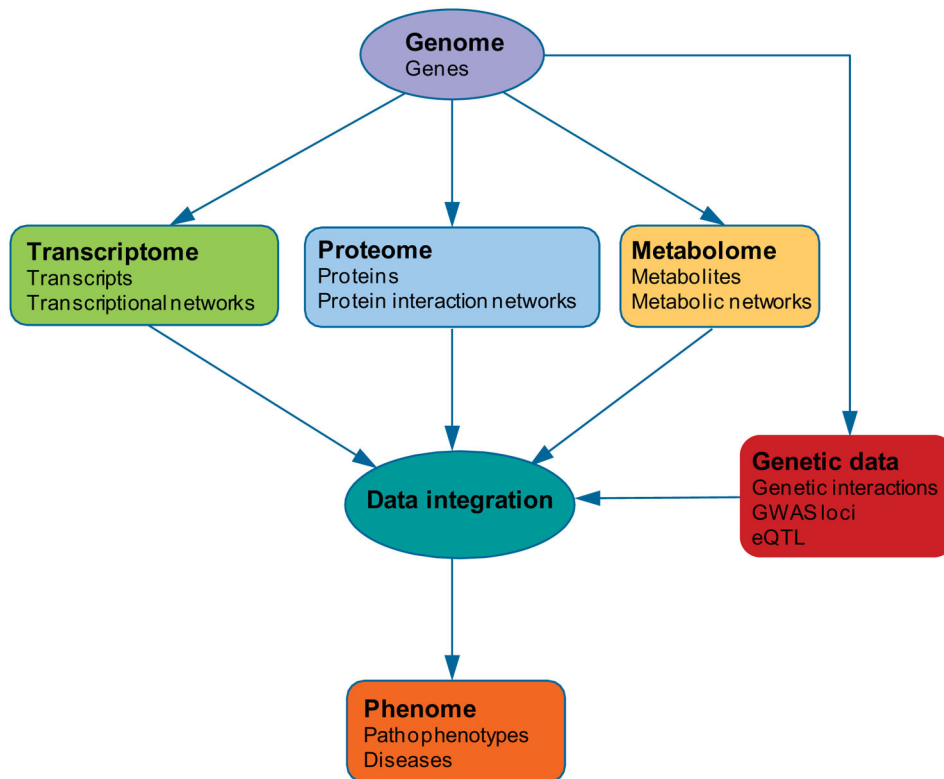 Genome
Genes
Transcriptome
Transcripts
Transcriptional networks
Proteome
Proteins
Protein interaction networks
Metabolome
Metabolites
Metabolic networks
Genetic data
Genetic interactions
GWAS loci
eQTL
Data integration
Phenome
Pathophenotypes
Diseases